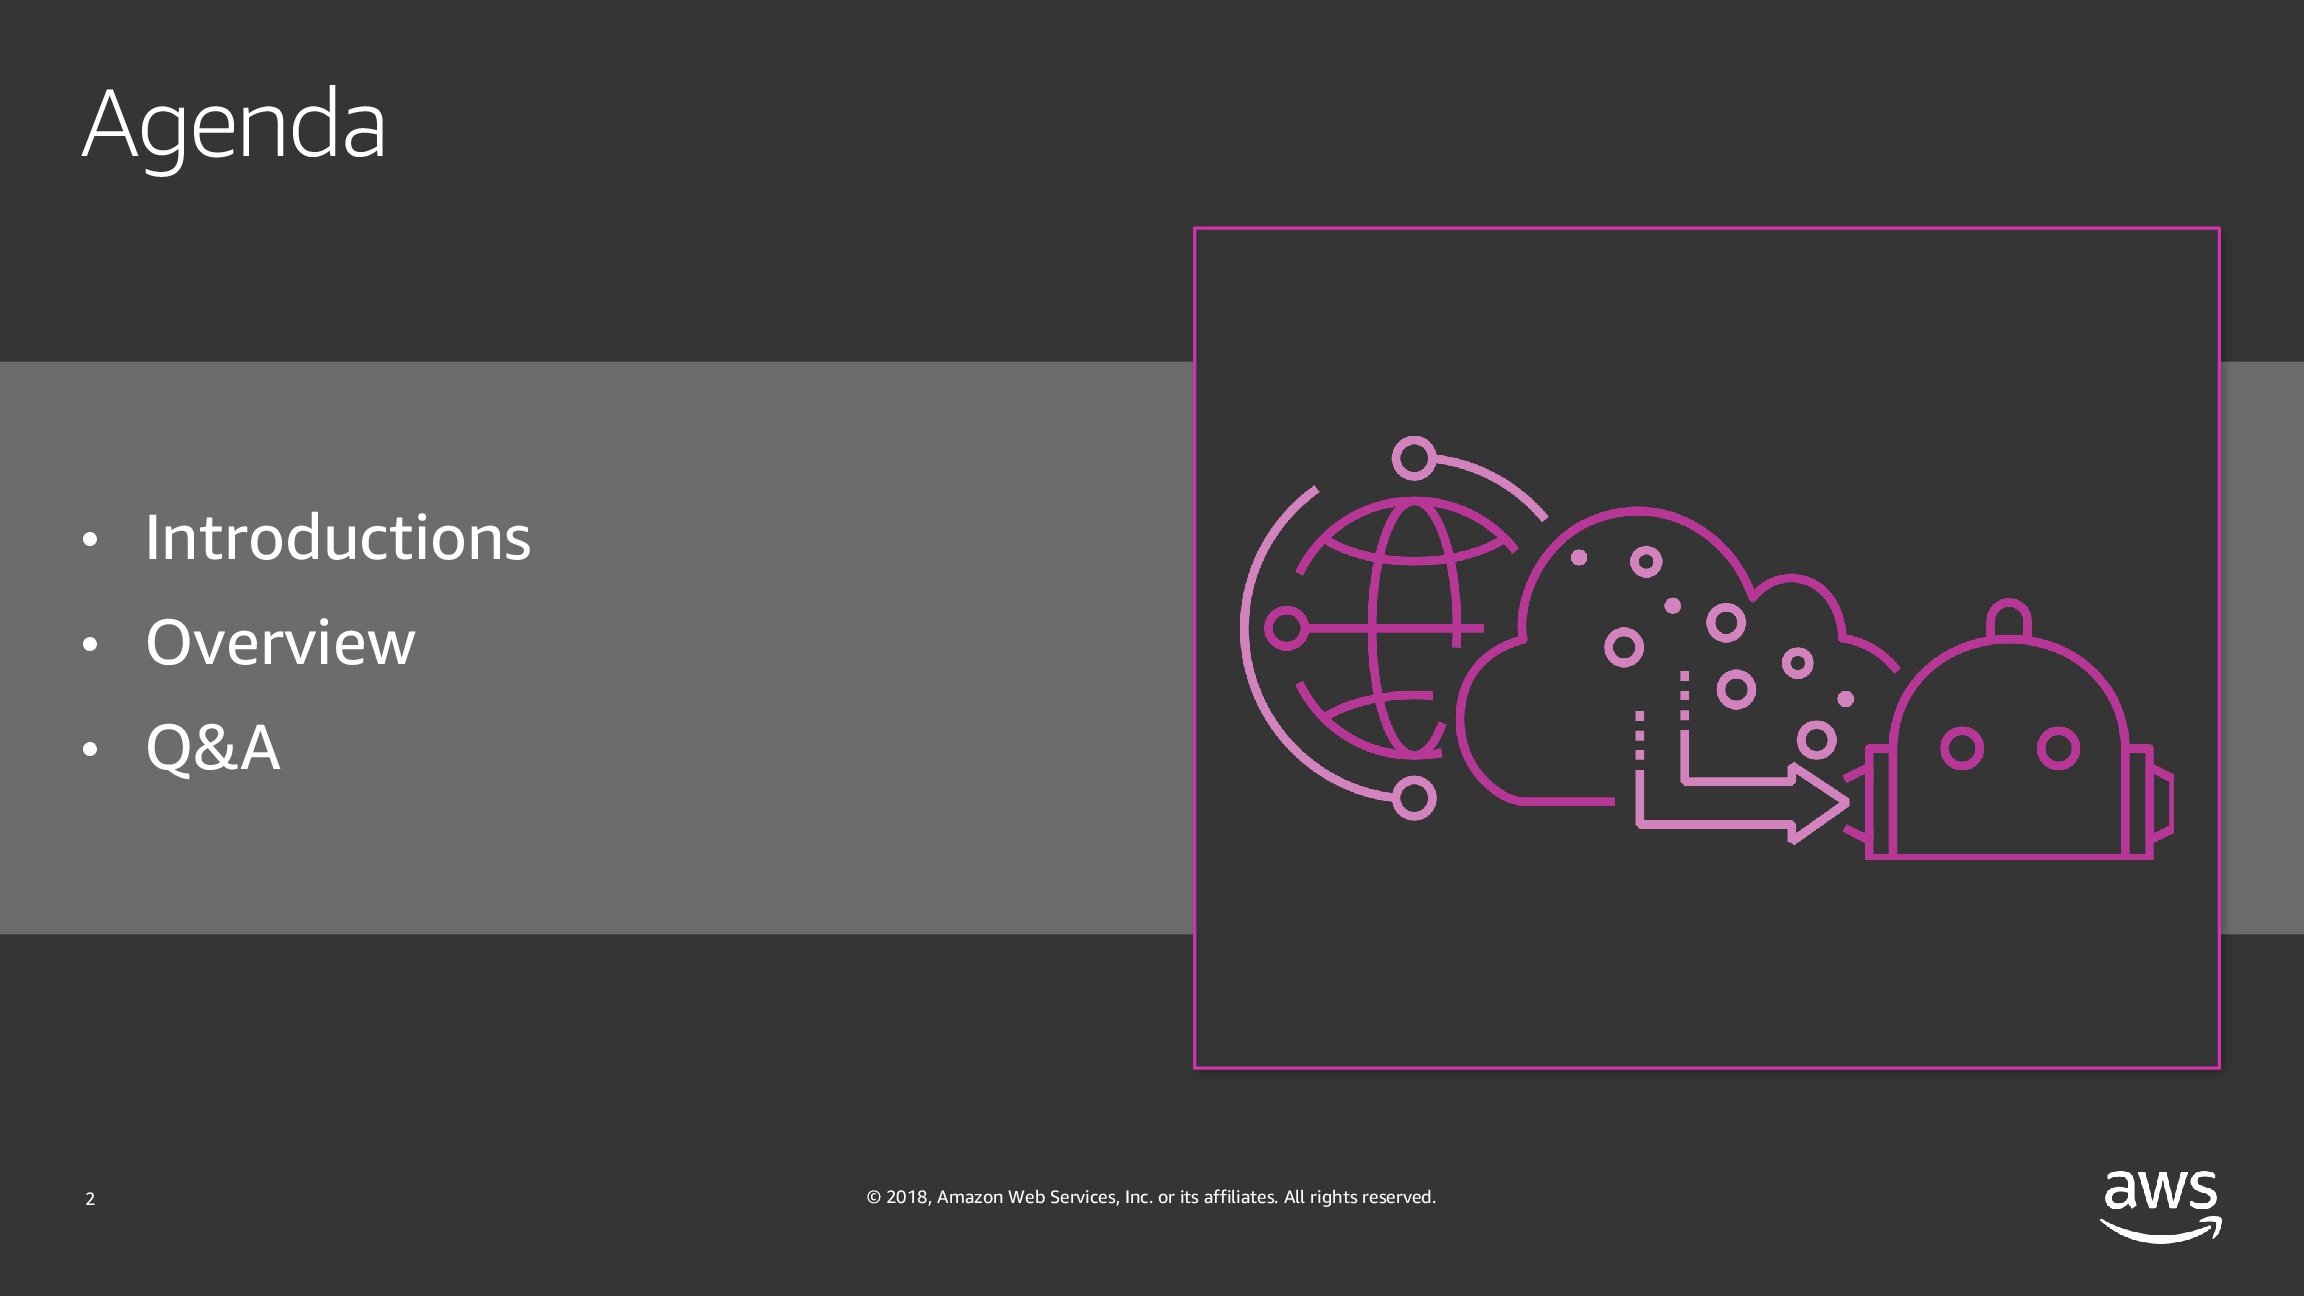 Agenda
• Introductions
• Overview
• Q&A
2
© 2018, Amazon Web Services, Inc. or its affiliates. All rights reserved.
aws